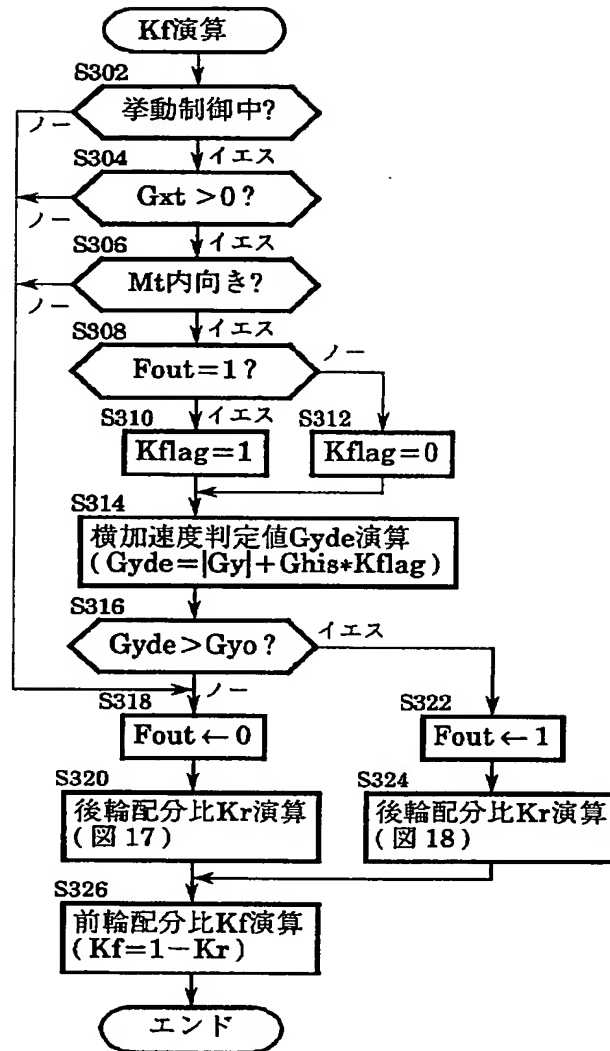 Kf演算
S302
挙動制御中?
ノー
イエス
S304
Gxt >0?
ノー
イエス
S306
Mt内向き?
ノー
イエス
S308
Fout=1?
ノー
イエス
S310
Kflag=1
S312
Kflag=0
S314
横加速度判定値Gyde演算
(Gyde=|Gy|+Ghis*Kflag)
S316
Gyde>Gyo?
イエス
ノー
S318
Fout←0
S322
Fout←1
S320
後輪配分比Kr演算
(図17)
S324
後輪配分比Kr演算
(図18)
S326
前輪配分比Kf演算
(Kf=1−Kr)
エンド